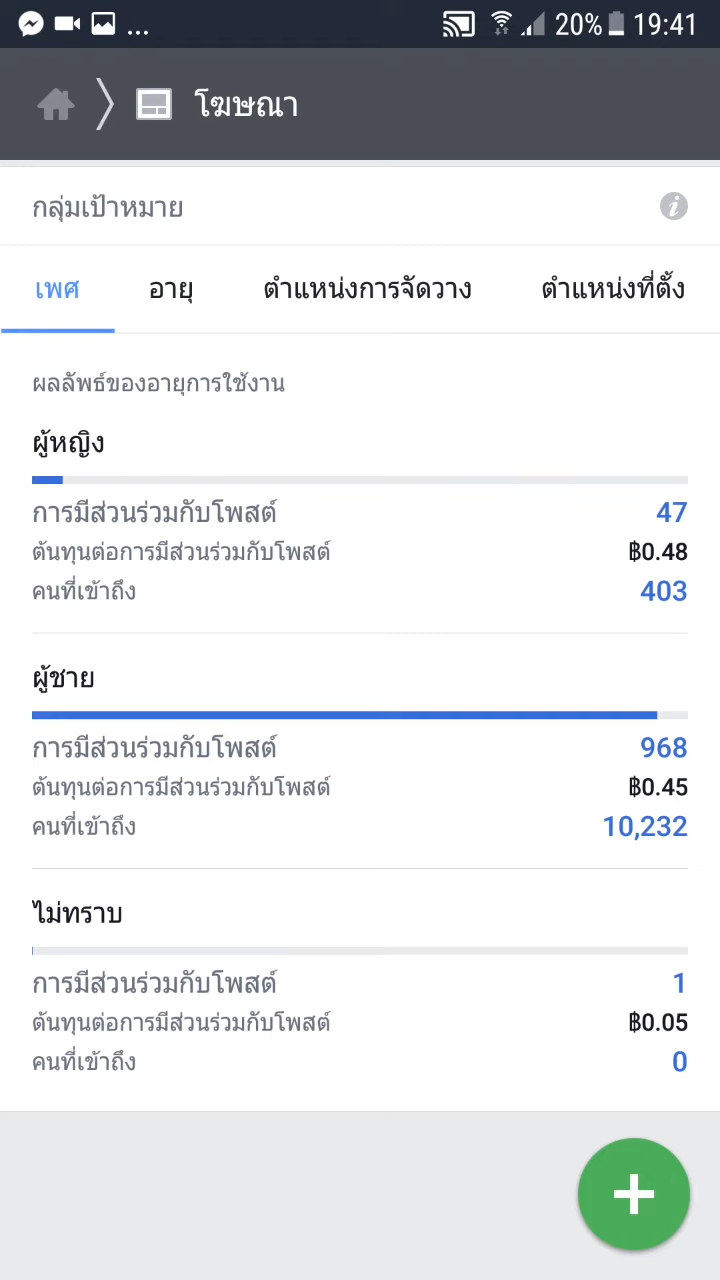 ... 20% 19:41
โฆษณา
กลุ่มเป้าหมาย
เพศ อายุ ตำแหน่งการจัดวาง ตำแหน่งที่ตั้ง
ผลลัพธ์ของอายุการใช้งาน
ผู้หญิง
การมีส่วนร่วมกับโพสต์ 47
ต้นทุนต่อการมีส่วนร่วมกับโพสต์ ฿0.48
คนที่เข้าถึง 403
ผู้ชาย
การมีส่วนร่วมกับโพสต์ 968
ต้นทุนต่อการมีส่วนร่วมกับโพสต์ ฿0.45
คนที่เข้าถึง 10,232
ไม่ทราบ
การมีส่วนร่วมกับโพสต์ 1
ต้นทุนต่อการมีส่วนร่วมกับโพสต์ ฿0.05
คนที่เข้าถึง 0